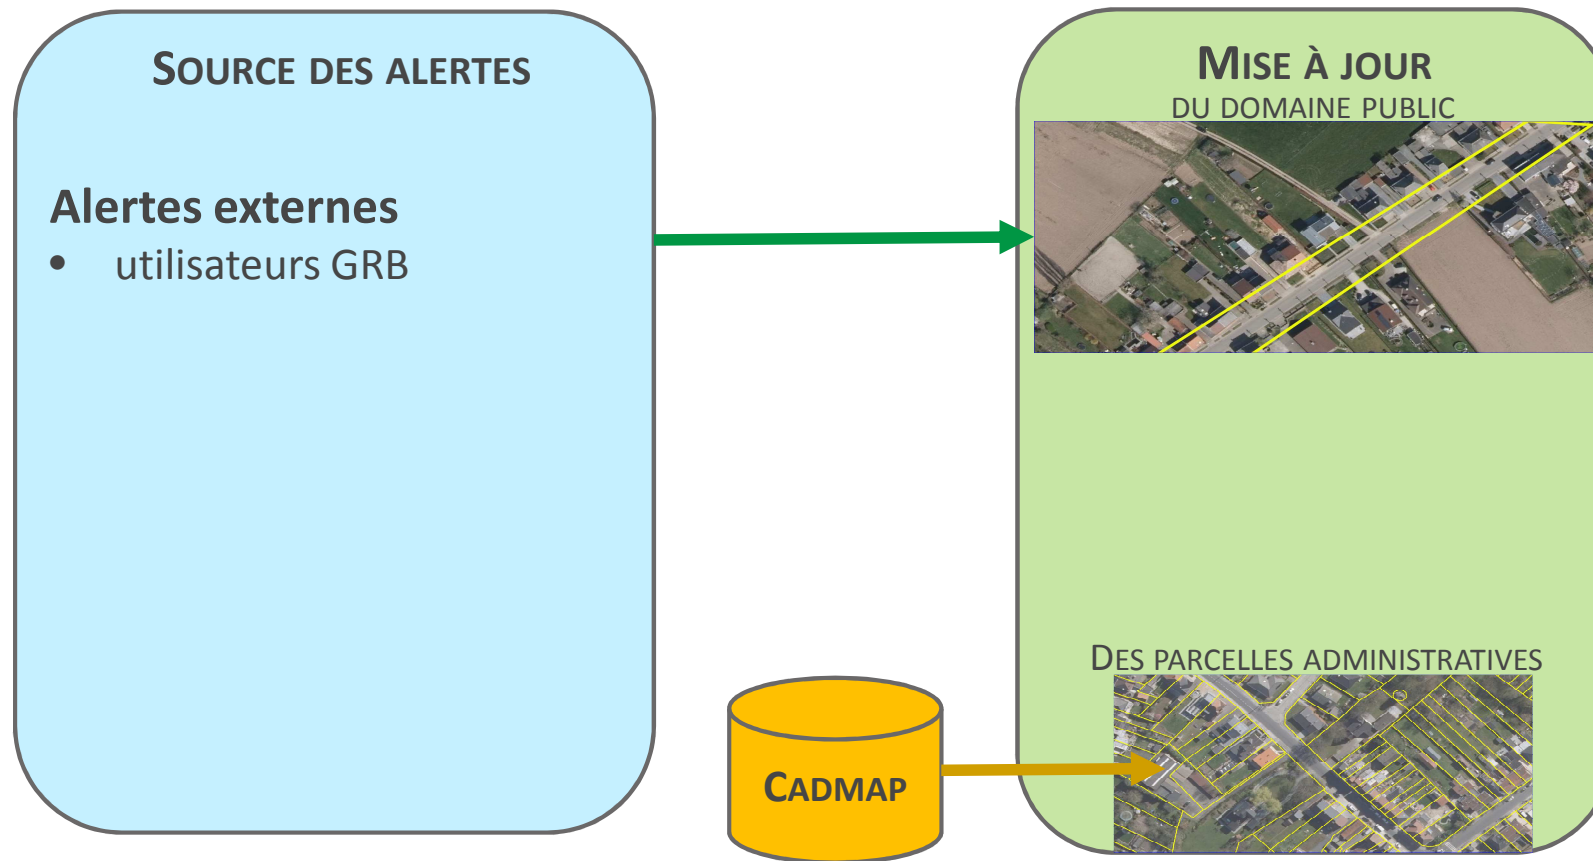 SOURCE DES ALERTES
Alertes externes
• utilisateurs GRB
MISE À JOUR
DU DOMAINE PUBLIC
DES PARCELLES ADMINISTRATIVES
CADMAP